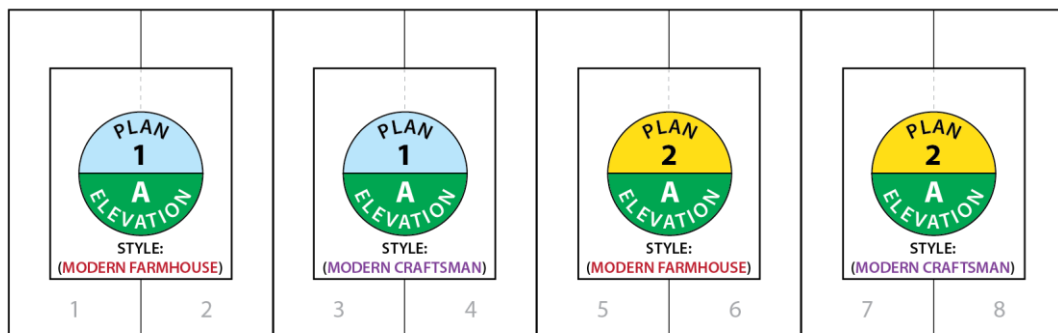 PLAN
1
A
ELEVATION
STYLE:
(MODERN FARMHOUSE)
1 2
PLAN
1
A
ELEVATION
STYLE:
(MODERN CRAFTSMAN)
3 4
PLAN
2
A
ELEVATION
STYLE:
(MODERN FARMHOUSE)
5 6
PLAN
2
A
ELEVATION
STYLE:
(MODERN CRAFTSMAN)
7 8